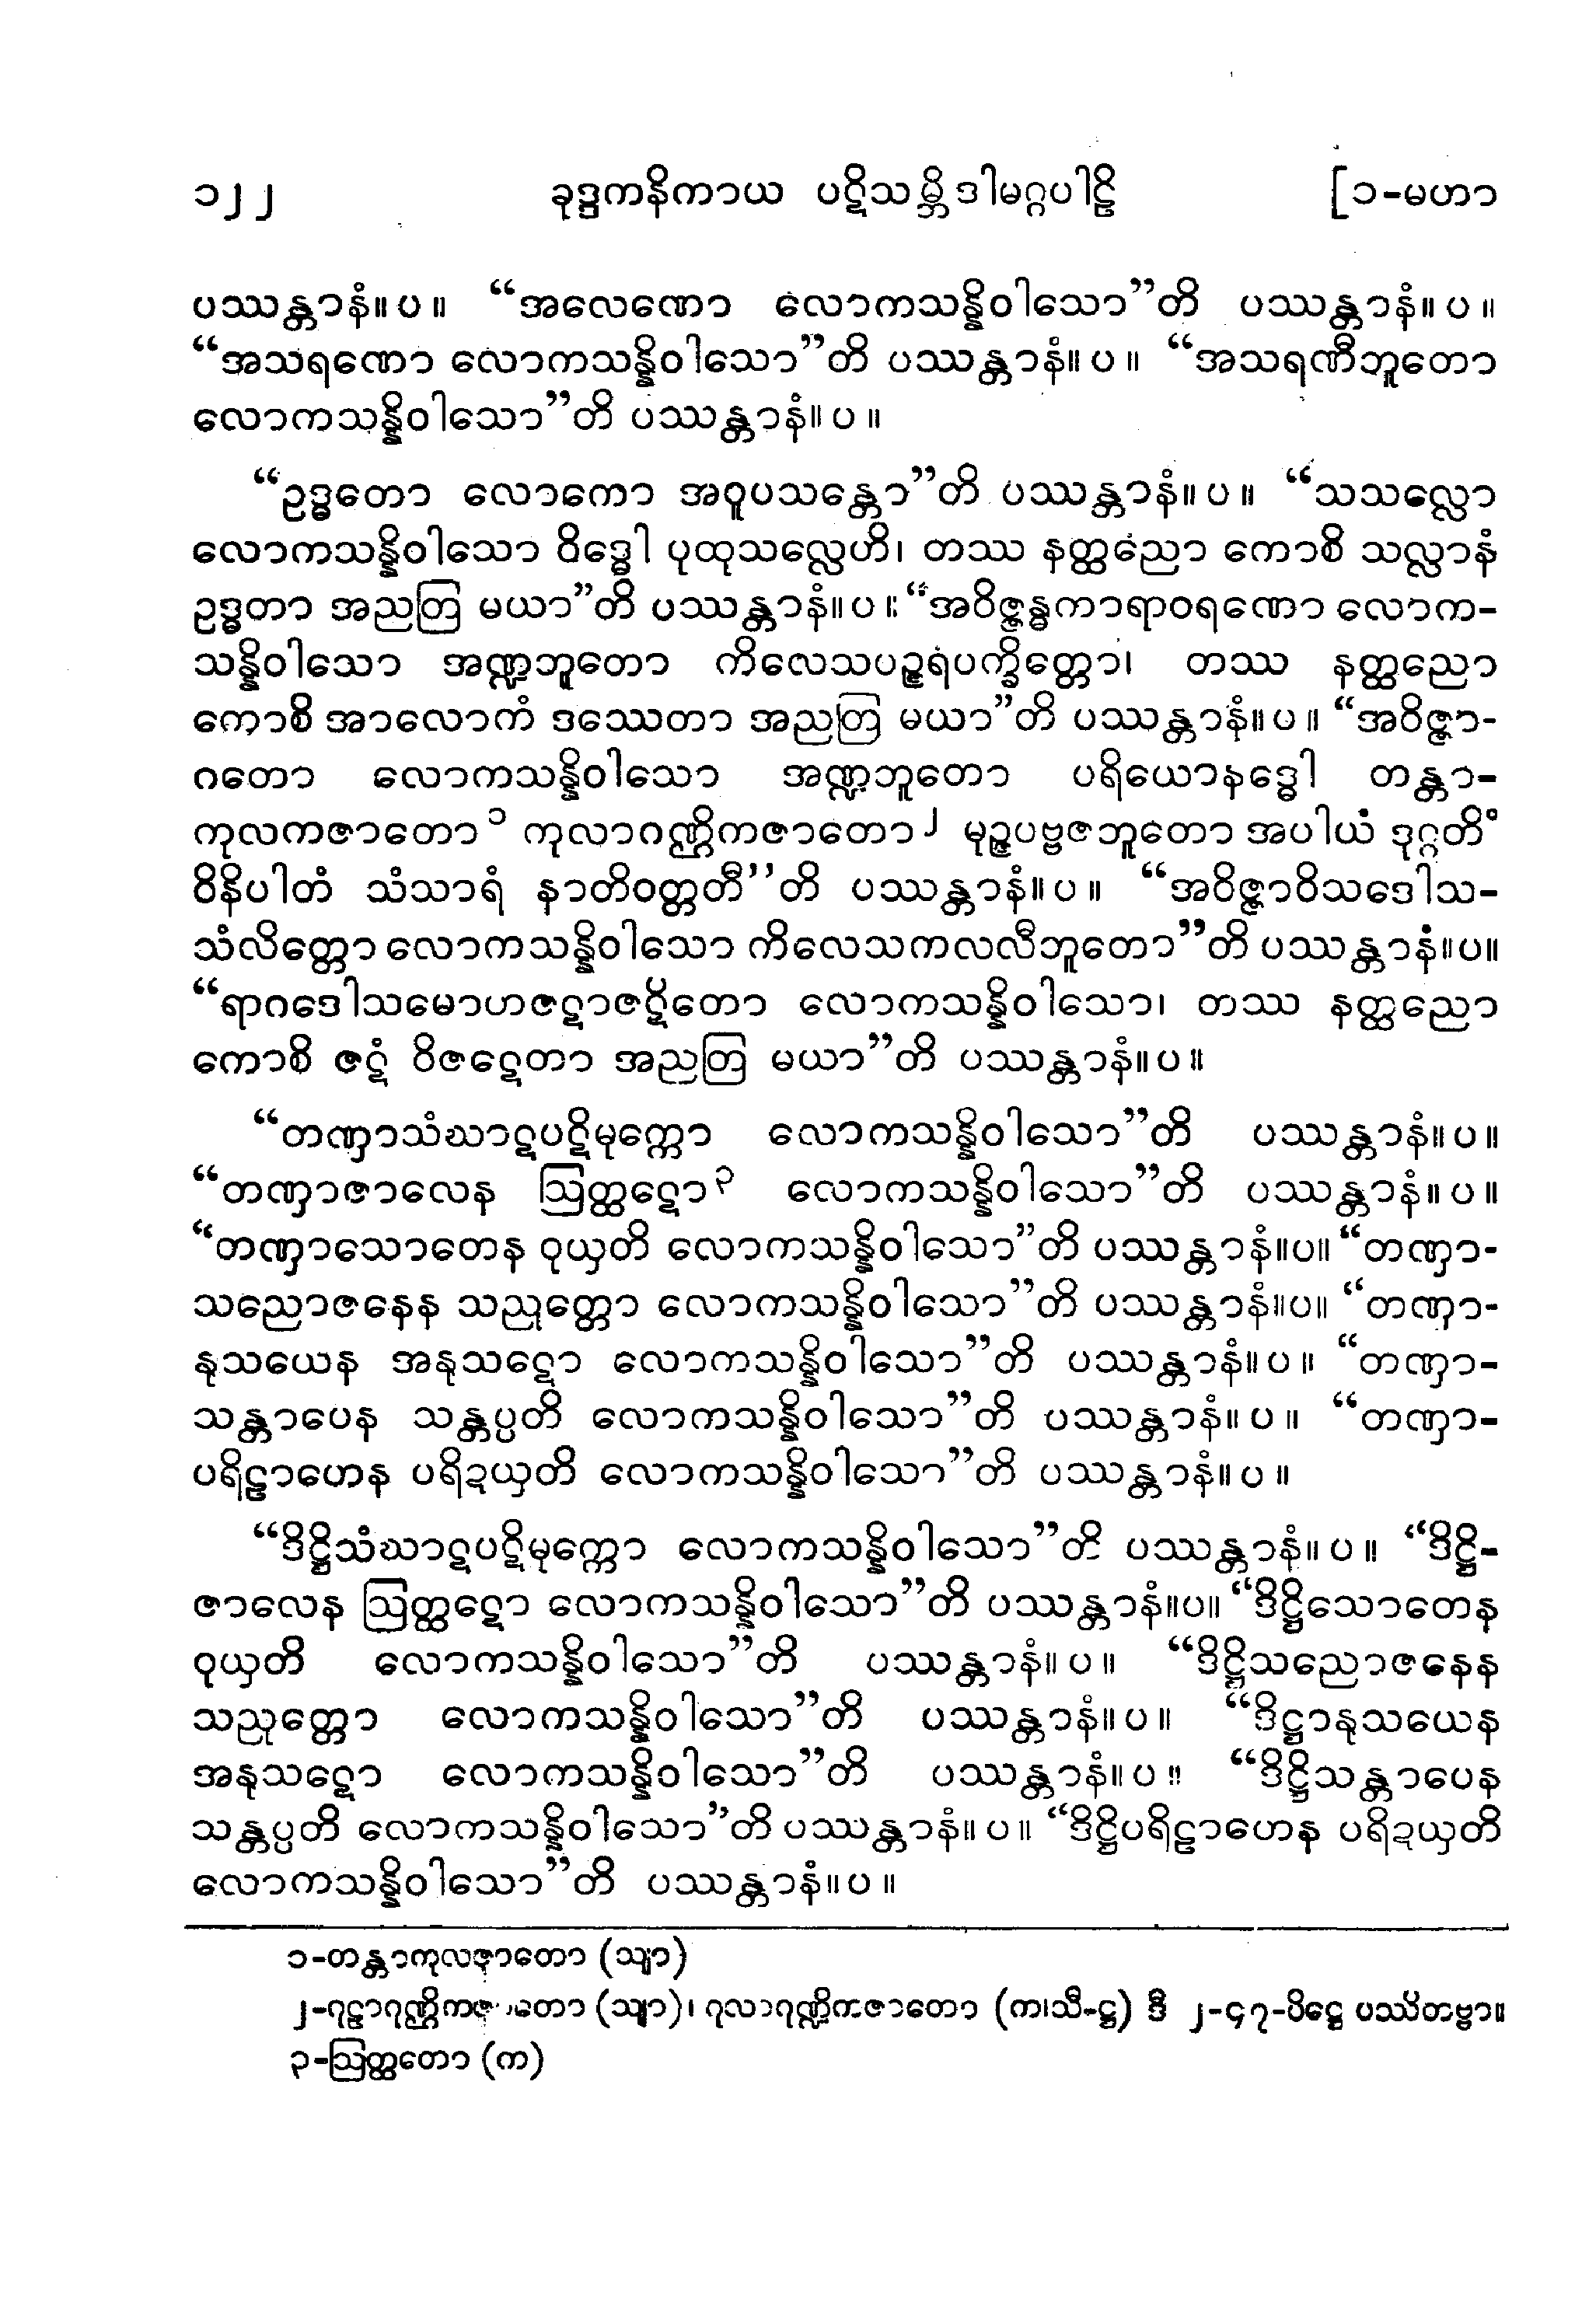 ၁၂၂ ခုဒ္ဒကနိကာယ ပဋိသမ္ဘိဒါမဂ္ဂပါဠိ [၁-မဟာ
ပဿန္တာနံ။ပ။ “အလေဏော လောကသန္နိဝါသော”တိ ပဿန္တာနံ။ပ။
“အသရဏော လောကသန္နိဝါသော”တိ ပဿန္တာနံ။ပ။ “အသရဏီဘူတော
လောကသန္နိဝါသော”တိ ပဿန္တာနံ။ပ။
“ဥဒ္ဓတော လောကော အဝူပသန္တော”တိ ပဿန္တာနံ။ပ။ “သသလ္လော
လောကသန္နိဝါသော ဝိဒ္ဓေါ ပုထုသလ္လေဟိ၊ တဿ နတ္ထညော ကောစိ သလ္လာနံ
ဥဒ္ဓတာ အညတြ မယာ”တိ ပဿန္တာနံ။ပ။ “အဝိဇ္ဇန္ဓကာရာဝရဏော လောက-
သန္နိဝါသော အဏ္ဍဘူတော ကိလေသပဉ္ဇရပက္ခိတ္တော၊ တဿ နတ္ထညော
ကောစိ အာလောကံ ဒဿေတာ အညတြ မယာ”တိ ပဿန္တာနံ။ပ။ “အဝိဇ္ဇာ-
ဂတော လောကသန္နိဝါသော အဏ္ဍဘူတော ပရိယောနဒ္ဓေါ တန္တာ-
ကုလကဇာတော၁ ကုလာဂဏ္ဌိကဇာတော၂ မုဉ္ဇပဗ္ဗဇဘူတော အပါယံ ဒုဂ္ဂတိံ
ဝိနိပါတံ သံသာရံ နာတိဝတ္တတီ’’တိ ပဿန္တာနံ။ပ။ “အဝိဇ္ဇာဝိသဒေါသ-
သံလိတ္တော လောကသန္နိဝါသော ကိလေသကလလီဘူတော”တိ ပဿန္တာနံ။ပ။
“ရာဂဒေါသမောဟဇဋာဇဋိတော လောကသန္နိဝါသော၊ တဿ နတ္ထညော
ကောစိ ဇဋံ ဝိဇဋေတာ အညတြ မယာ”တိ ပဿန္တာနံ။ပ။
“တဏှာသံဃာဋပဋိမုက္ကော လောကသန္နိဝါသော”တိ ပဿန္တာနံ။ပ။
“တဏှာဇာလေန ဩတ္ထဋော၃ လောကသန္နိဝါသော”တိ ပဿန္တာနံ။ပ။
“တဏှာသောတေန ဝုယှတိ လောကသန္နိဝါသော”တိ ပဿန္တာနံ။ပ။ “တဏှာ-
သညောဇနေန သညုတ္တော လောကသန္နိဝါသော”တိ ပဿန္တာနံ။ပ။ “တဏှာ-
နုသယေန အနုသဋော လောကသန္နိဝါသော”တိ ပဿန္တာနံ။ပ။ “တဏှာ-
သန္တာပေန သန္တပ္ပတိ လောကသန္နိဝါသော”တိ ပဿန္တာနံ။ပ။ “တဏှာ-
ပရိဠာဟေန ပရိဍယှတိ လောကသန္နိဝါသော”တိ ပဿန္တာနံ။ပ။
“ဒိဋ္ဌိသံဃာဋပဋိမုက္ကော လောကသန္နိဝါသော”တိ ပဿန္တာနံ။ပ။ “ဒိဋ္ဌိ-
ဇာလေန ဩတ္ထဋော လောကသန္နိဝါသော”တိ ပဿန္တာနံ။ပ။ “ဒိဋ္ဌိသောတေန
ဝုယှတိ လောကသန္နိဝါသော”တိ ပဿန္တာနံ။ပ။ “ဒိဋ္ဌိသညောဇနေန
သညုတ္တော လောကသန္နိဝါသော”တိ ပဿန္တာနံ။ပ။ “ဒိဋ္ဌာနုသယေန
အနုသဋော လောကသန္နိဝါသော”တိ ပဿန္တာနံ။ပ။ “ဒိဋ္ဌိသန္တာပေန
သန္တပ္ပတိ လောကသန္နိဝါသော”တိ ပဿန္တာနံ။ပ။ “ဒိဋ္ဌိပရိဠာဟေန ပရိဍယှတိ
လောကသန္နိဝါသော”တိ ပဿန္တာနံ။ပ။
၁-တန္တာကုလဇာတော (သျာ)
၂-ဂုဠာဂုဏ္ဌိကဇာတော (သျာ)၊ ဂုလာဂုဏ္ဍိကဇာတော (က၊သီ-ဋ္ဌ) ဒီ ၂-၄၇-ပိဋ္ဌေ ပဿိတဗ္ဗာ။
၃-ဩတ္ထတော (က)